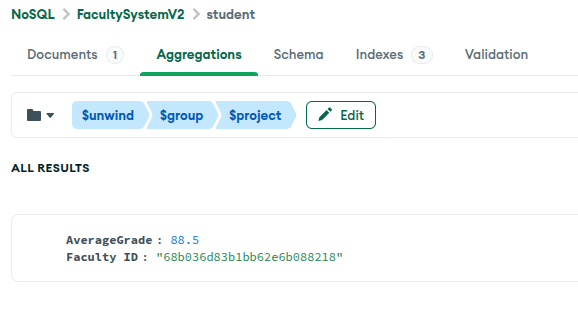 NoSQL > FacultySystemV2 > student
Documents 1 Aggregations Schema Indexes 3 Validation
$unwind $group $project Edit
ALL RESULTS
AverageGrade : 88.5
Faculty ID : "68b036d83b1bb62e6b088218"